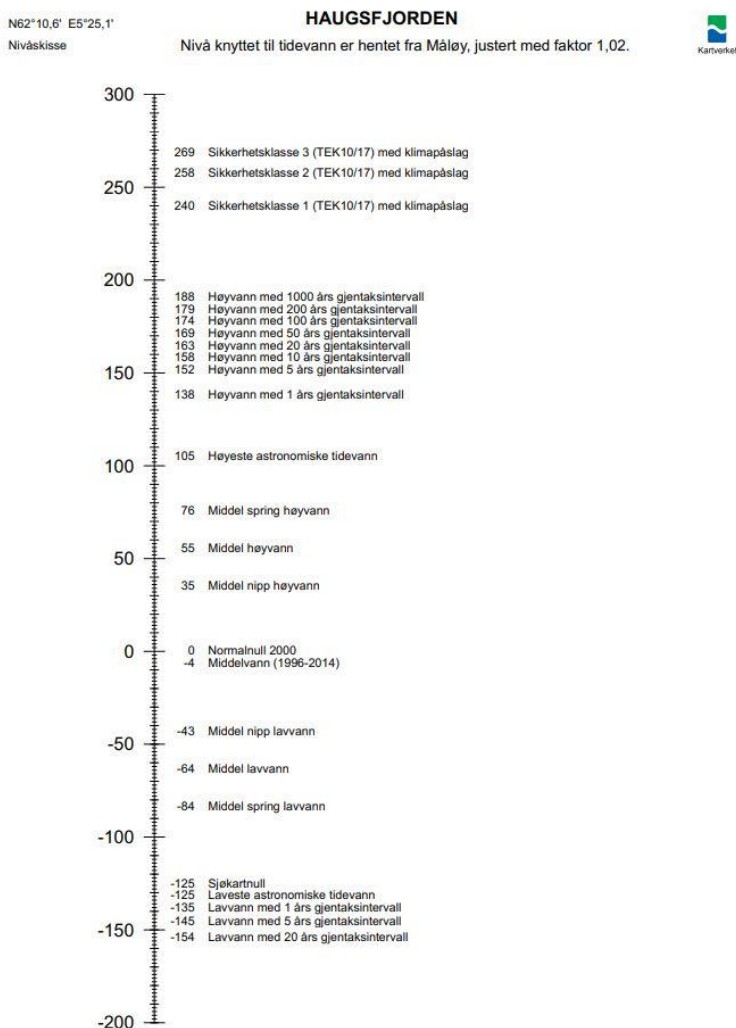 N62°10,6' E5°25,1'
HAUGSFJORDEN
Nivåskisse
Nivå knyttet til tidevann er hentet fra Måløy, justert med faktor 1,02.
Kartverket
300
269 Sikkerhetsklasse 3 (TEK10/17) med klimapåslag
258 Sikkerhetsklasse 2 (TEK10/17) med klimapåslag
250
240 Sikkerhetsklasse 1 (TEK10/17) med klimapåslag
200
188 Høyvann med 1000 års gjentaksintervall
179 Høyvann med 200 års gjentaksintervall
174 Høyvann med 100 års gjentaksintervall
169 Høyvann med 50 års gjentaksintervall
163 Høyvann med 20 års gjentaksintervall
158 Høyvann med 10 års gjentaksintervall
152 Høyvann med 5 års gjentaksintervall
150
138 Høyvann med 1 års gjentaksintervall
105 Høyeste astronomiske tidevann
100
76 Middel spring høyvann
55 Middel høyvann
50
35 Middel nipp høyvann
0
0 Normalnull 2000
-4 Middelvann (1996-2014)
-43 Middel nipp lavvann
-50
-64 Middel lavvann
-84 Middel spring lavvann
-100
-125 Sjøkartnull
-125 Laveste astronomiske tidevann
-135 Lavvann med 1 års gjentaksintervall
-145 Lavvann med 5 års gjentaksintervall
-150
-154 Lavvann med 20 års gjentaksintervall
-200